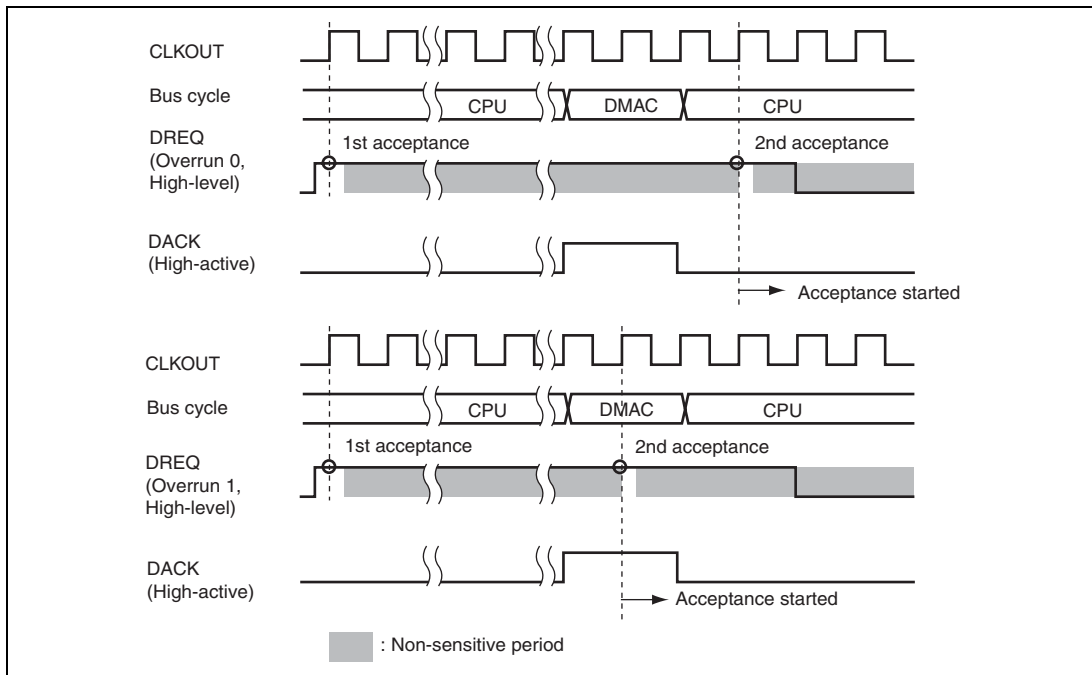 CLKOUT
Bus cycle
CPU
DMAC
CPU
DREQ
(Overrun 0,
High-level)
1st acceptance
2nd acceptance
DACK
(High-active)
Acceptance started
CLKOUT
Bus cycle
CPU
DMAC
CPU
DREQ
(Overrun 1,
High-level)
1st acceptance
2nd acceptance
DACK
(High-active)
Acceptance started
: Non-sensitive period